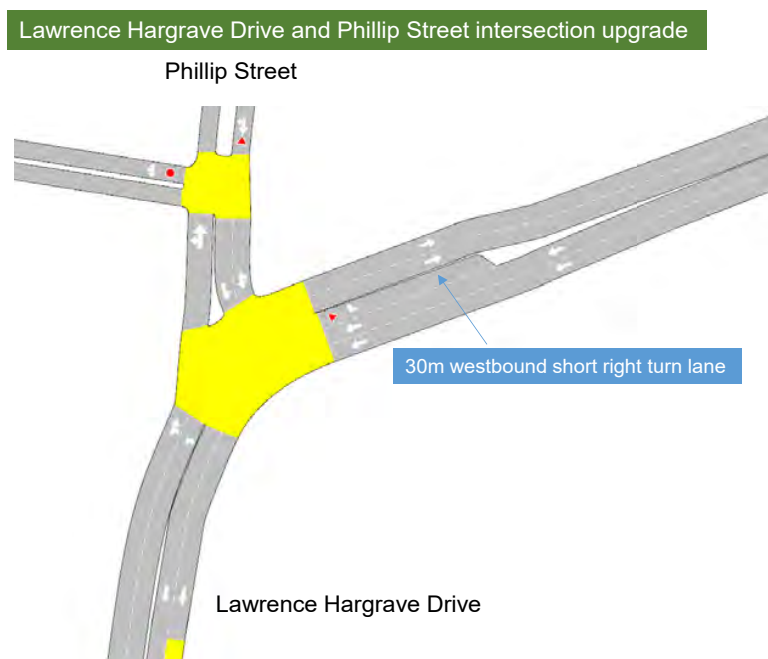 Lawrence Hargrave Drive and Phillip Street intersection upgrade
Phillip Street
30m westbound short right turn lane
Lawrence Hargrave Drive